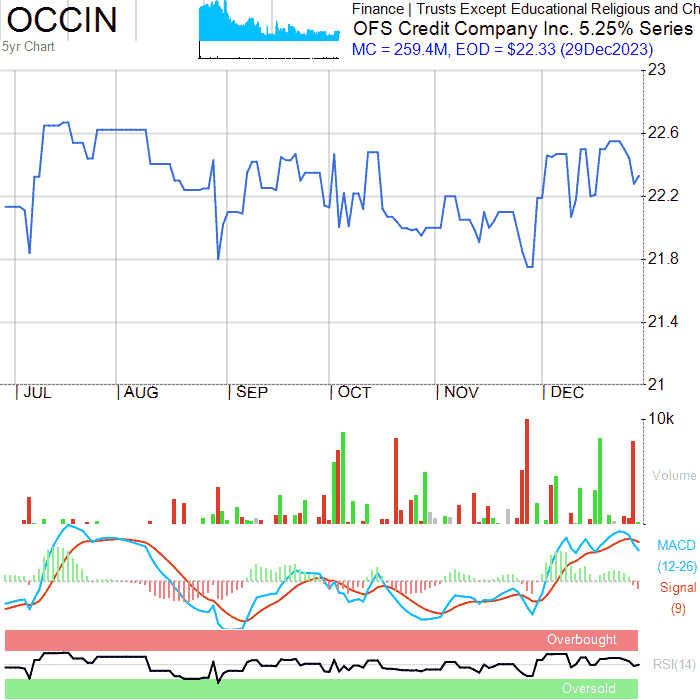 OCCIN
5yr Chart
Finance | Trusts Except Educational Religious and Ch
OFS Credit Company Inc. 5.25% Series
MC = 259.4M, EOD = $22.33 (29Dec2023)
23
22.6
22.2
21.8
21.4
21
| JUL | AUG | SEP | OCT | NOV | DEC
10k
Volume
MACD
(12-26)
Signal
(9)
Overbought
RSI(14)
Oversold